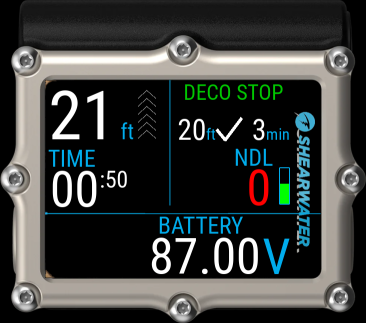 21 ft
DECO STOP
20ft 3min
TIME
00:50
NDL
0
SHEARWATER
BATTERY
87.00V